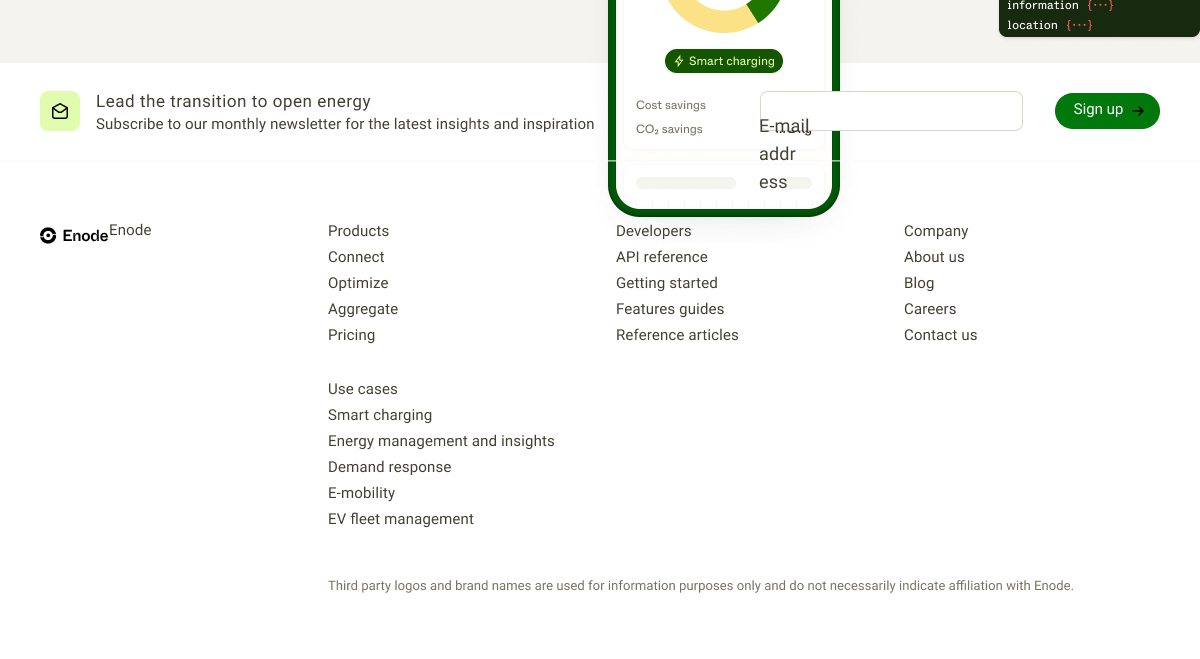 information {···}
location {···}
Smart charging
Lead the transition to open energy
Subscribe to our monthly newsletter for the latest insights and inspiration
Cost savings
CO₂ savings
E-mail
addr
ess
Sign up
Enode
Enode
Products
Connect
Optimize
Aggregate
Pricing
Developers
API reference
Getting started
Features guides
Reference articles
Company
About us
Blog
Careers
Contact us
Use cases
Smart charging
Energy management and insights
Demand response
E-mobility
EV fleet management
Third party logos and brand names are used for information purposes only and do not necessarily indicate affiliation with Enode.